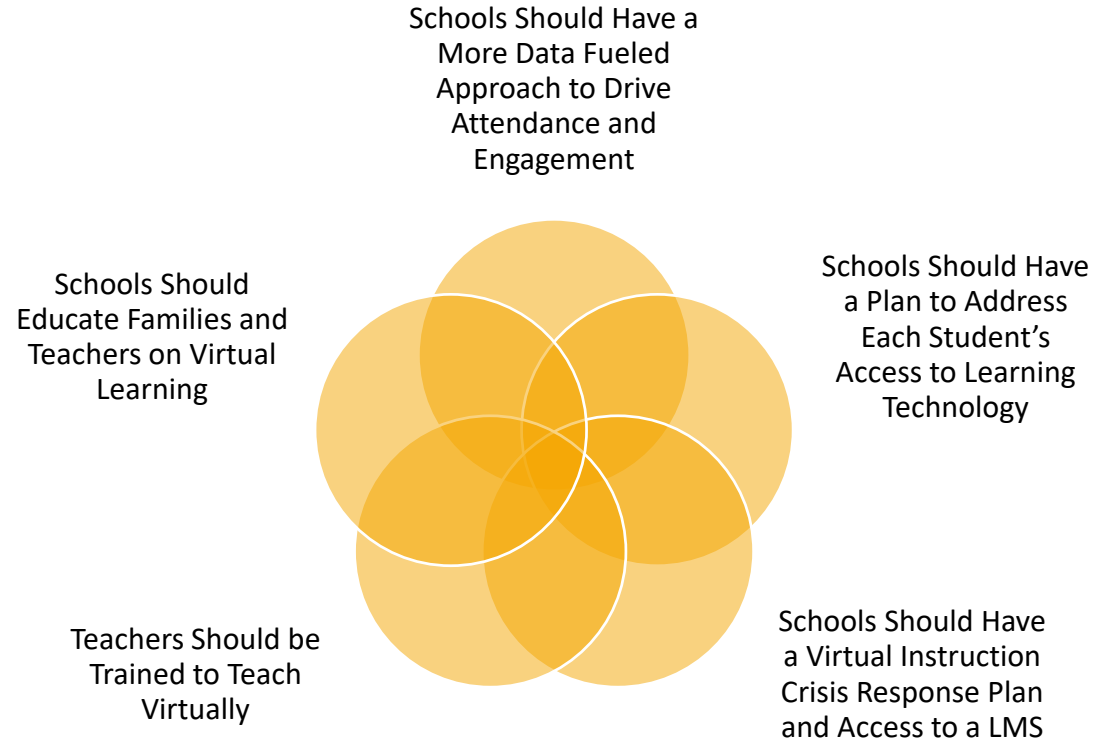 Schools Should Have a
More Data Fueled
Approach to Drive
Attendance and
Engagement
Schools Should Have
a Plan to Address
Each Student’s
Access to Learning
Technology
Schools Should Have
a Virtual Instruction
Crisis Response Plan
and Access to a LMS
Teachers Should be
Trained to Teach
Virtually
Schools Should
Educate Families and
Teachers on Virtual
Learning